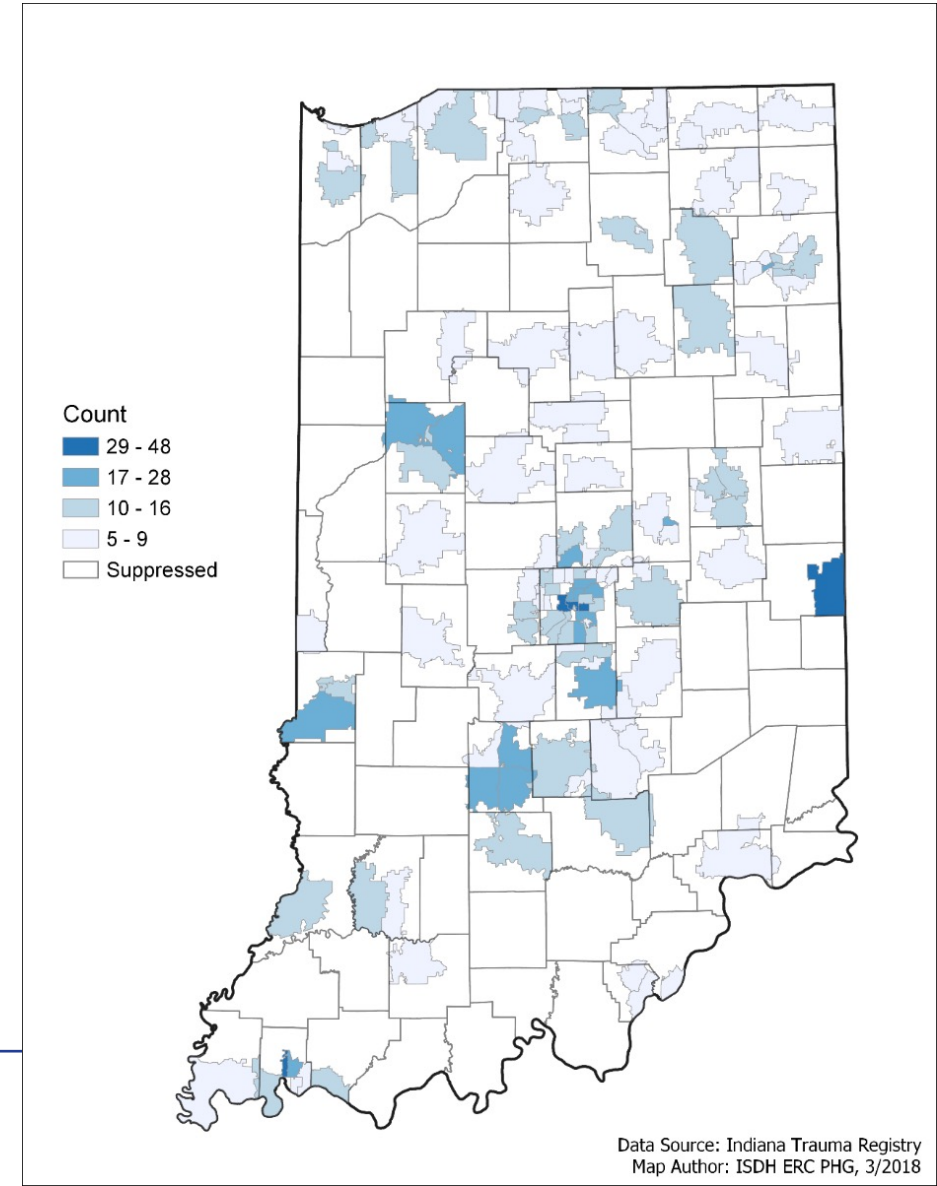 Count
29 - 48
17 - 28
10 - 16
5 - 9
Suppressed
Data Source: Indiana Trauma Registry
Map Author: ISDH ERC PHG, 3/2018